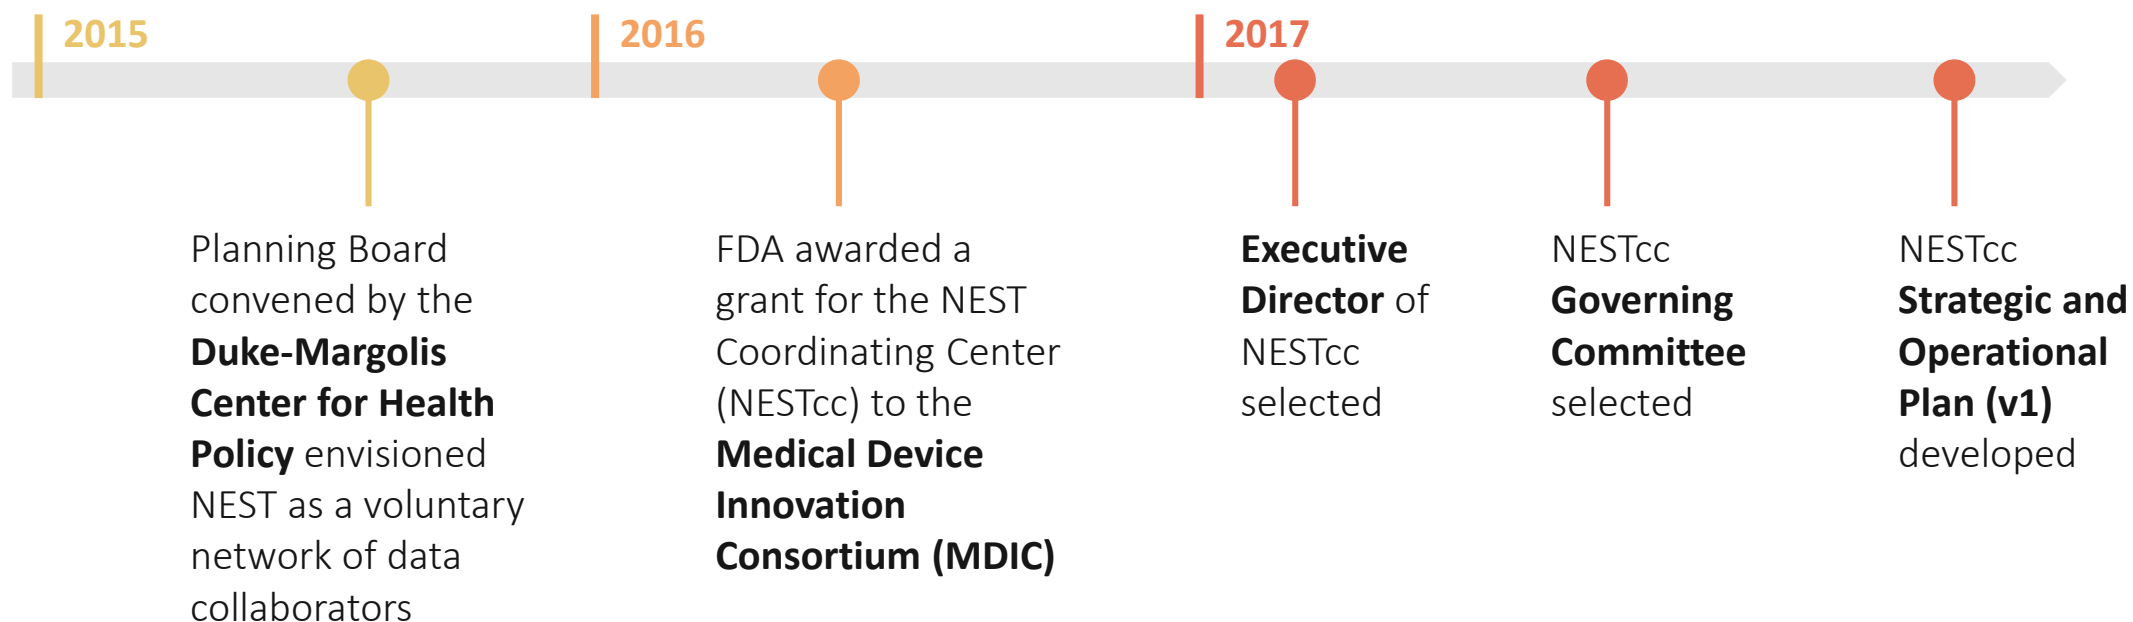 2015
2016
2017
Planning Board
convened by the
Duke-Margolis
Center for Health
Policy envisioned
NEST as a voluntary
network of data
collaborators
FDA awarded a
grant for the NEST
Coordinating Center
(NESTcc) to the
Medical Device
Innovation
Consortium (MDIC)
Executive
Director of
NESTcc
selected
NESTcc
Governing
Committee
selected
NESTcc
Strategic and
Operational
Plan (v1)
developed